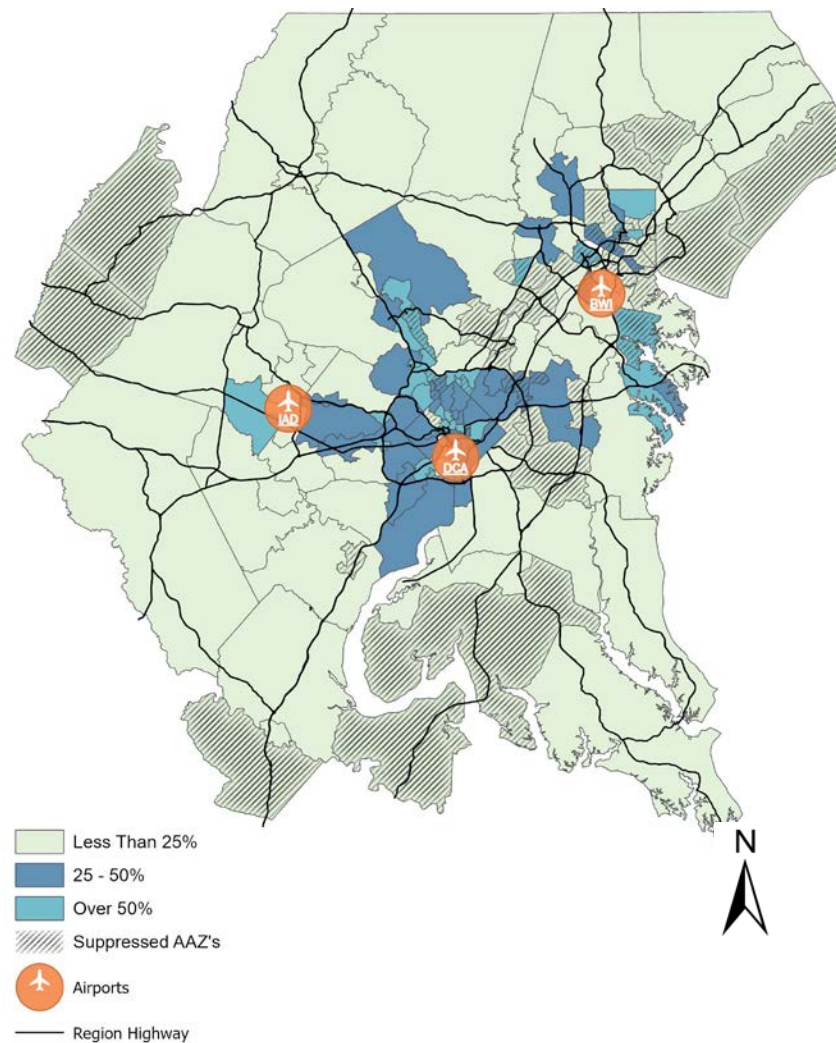 BWI
IAD
DCA
Less Than 25%
25 - 50%
Over 50%
Suppressed AAZ's
Airports
Region Highway
N